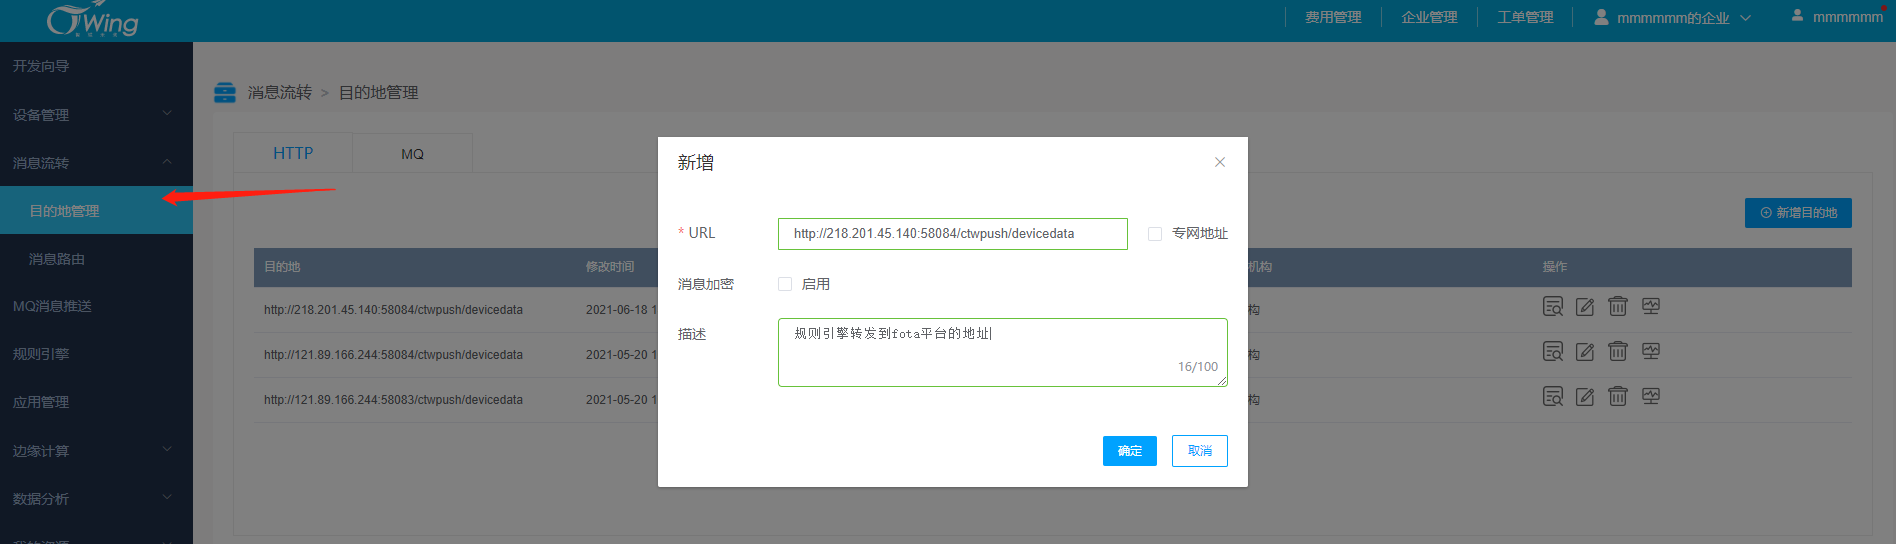 Wing
费用管理
企业管理
工单管理
mmmmmm的企业
mmmmmm
开发向导
设备管理
消息流转
目的地管理
消息路由
MQ消息推送
规则引擎
应用管理
边缘计算
数据分析
消息流转 > 目的地管理
HTTP
MQ
新增目的地
目的地
修改时间
机构
操作
http://218.201.45.140:58084/ctwpush/devicedata
2021-06-18 1
构
http://121.89.166.244:58084/ctwpush/devicedata
2021-05-20 1
构
http://121.89.166.244:58083/ctwpush/devicedata
2021-05-20 1
构
新增
* URL
http://218.201.45.140:58084/ctwpush/devicedata
专网地址
消息加密
启用
描述
规则引擎转发到fota平台的地址
16/100
确定
取消